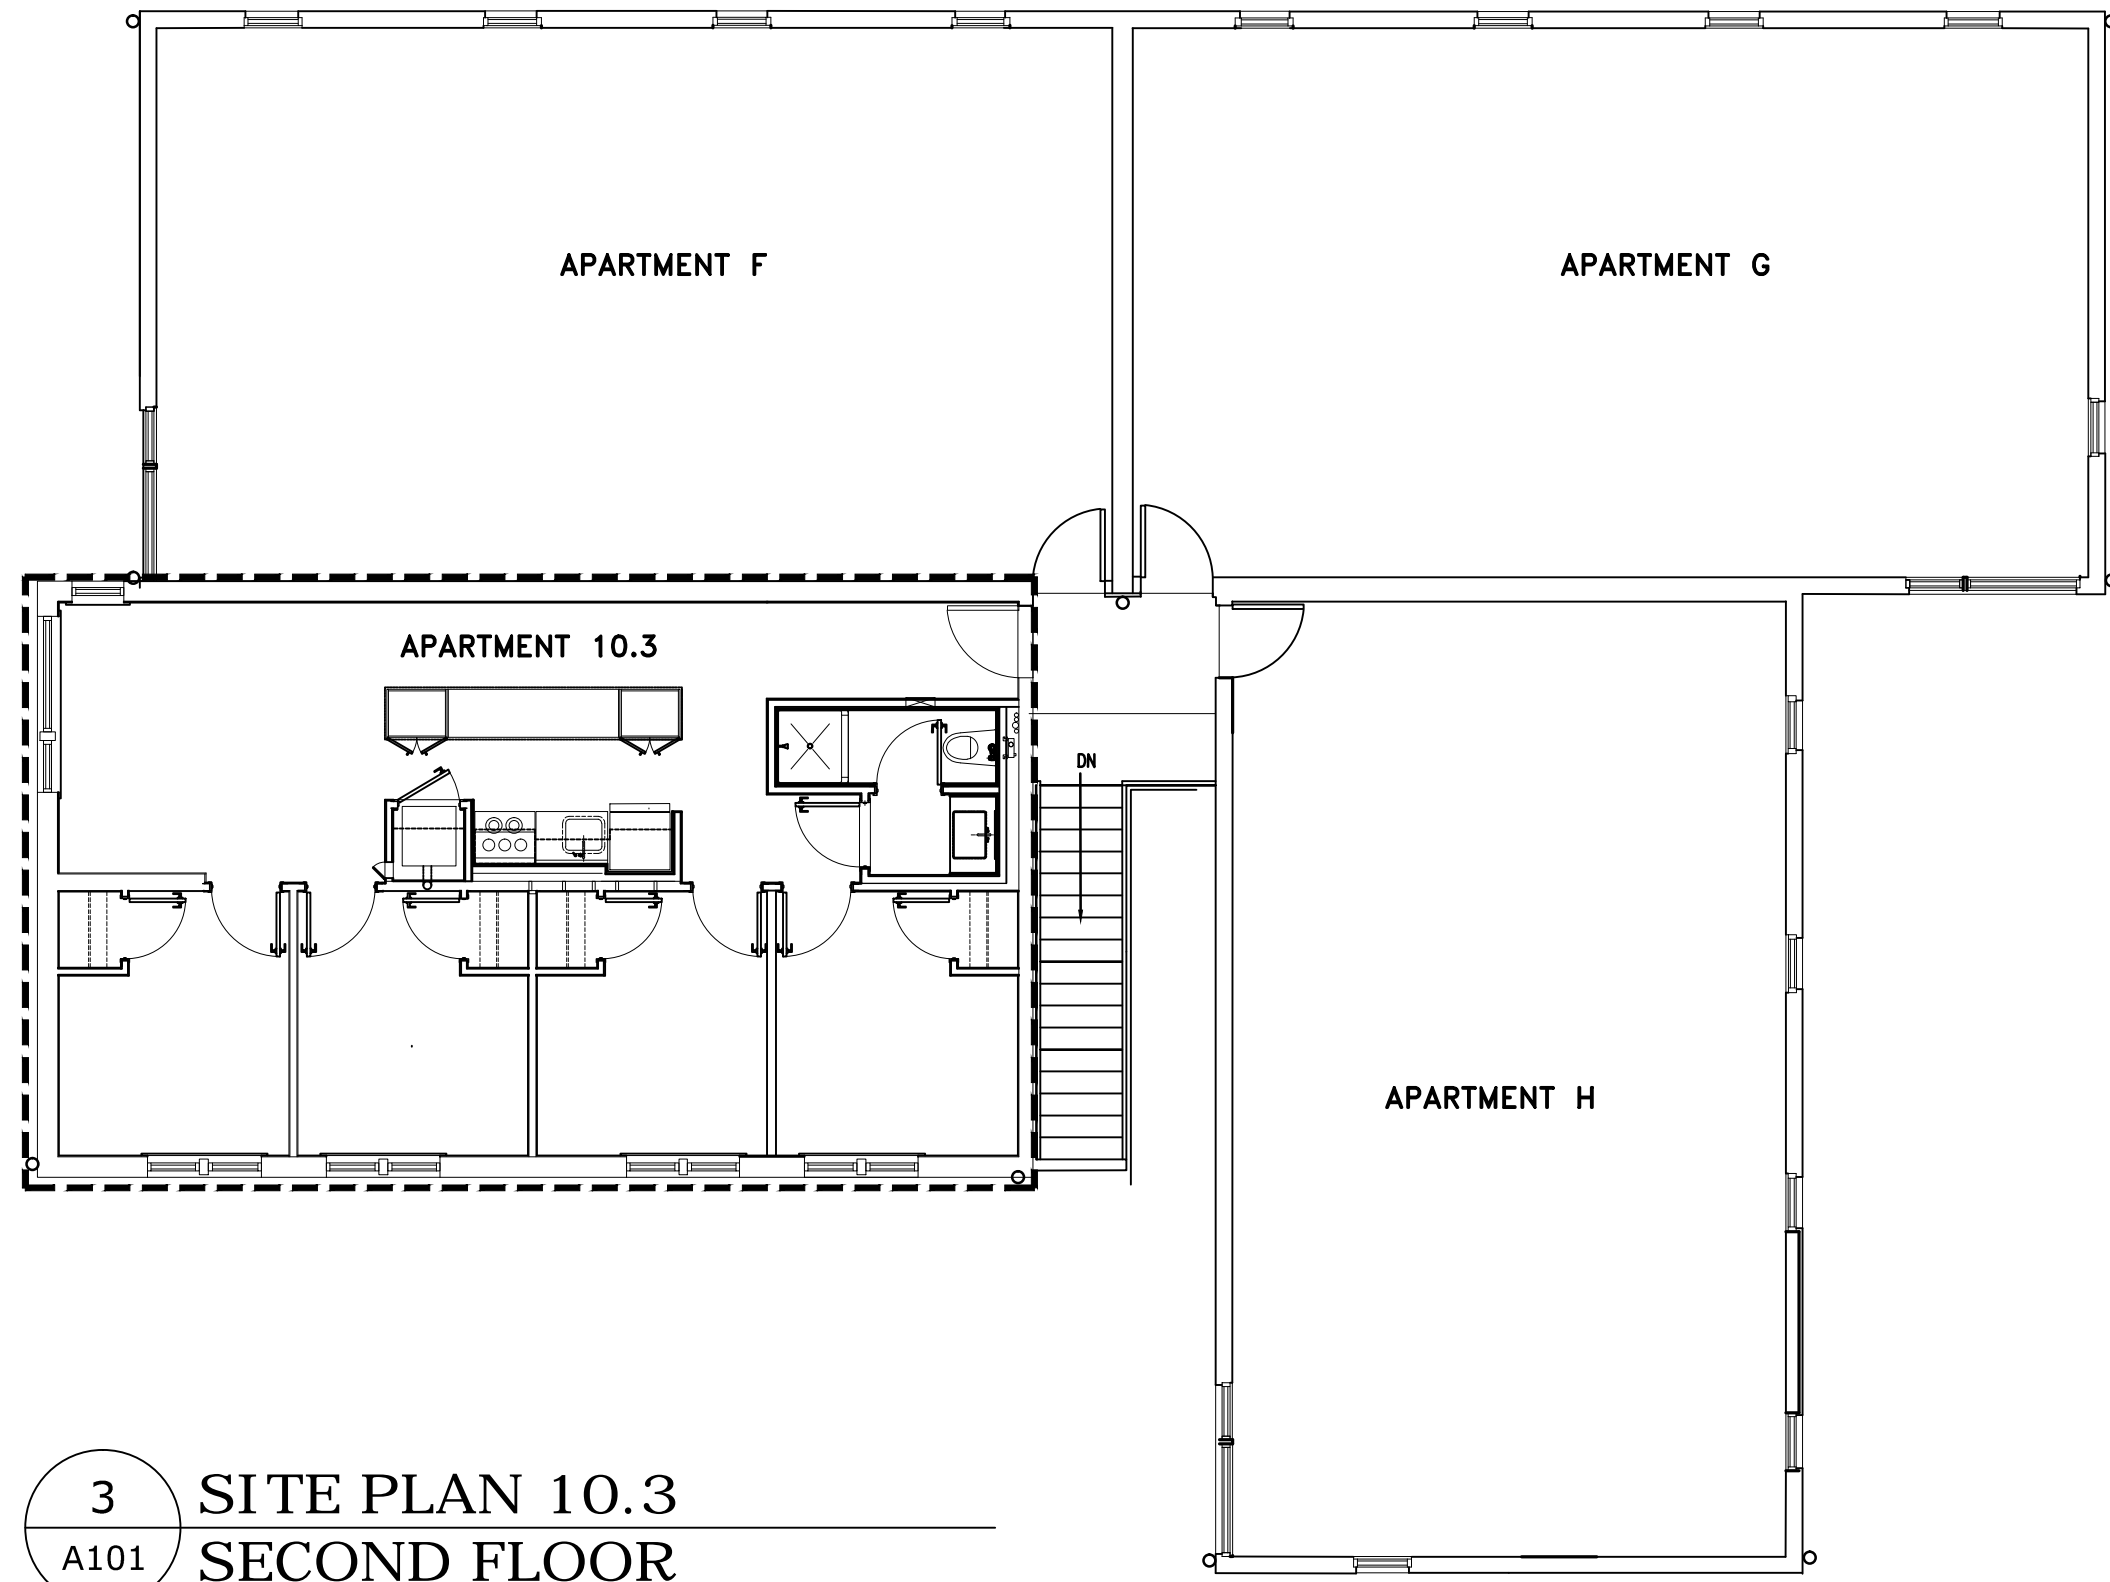 APARTMENT F
APARTMENT G
APARTMENT 10.3
DN
APARTMENT H
3
A101
SITE PLAN 10.3
SECOND FLOOR